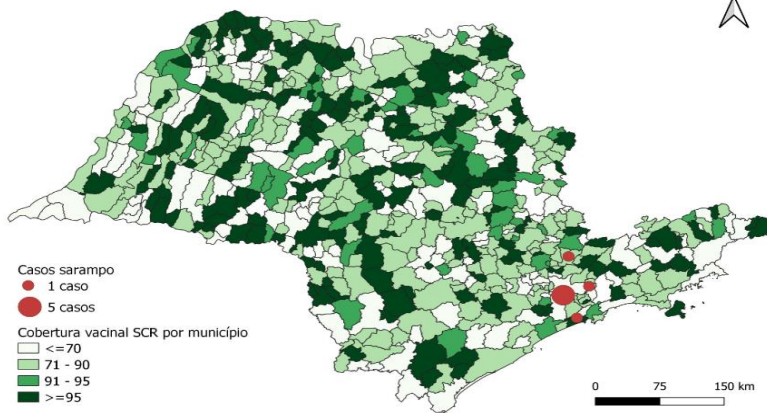 Casos sarampo
1 caso
5 casos
Cobertura vacinal SCR por município
<=70
71 - 90
91 - 95
>=95
0 75 150 km